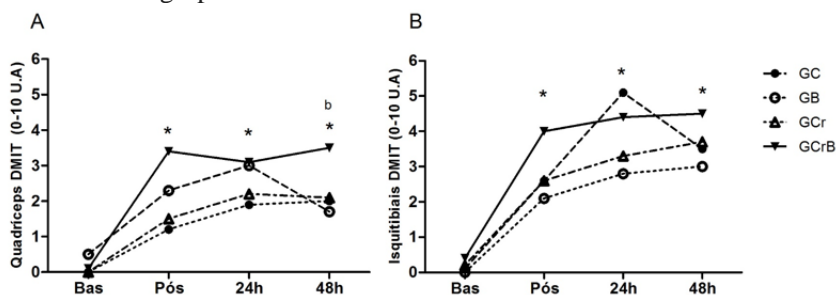 A
Quadríceps DMIT (0-10 U.A)
6
5
4
3
2
1
0
Bas Pós 24h 48h
* * b *
B
Isquitibiais DMIT (0-10 U.A)
6
5
4
3
2
1
0
Bas Pós 24h 48h
* * *
GC
GB
GCr
GCrB